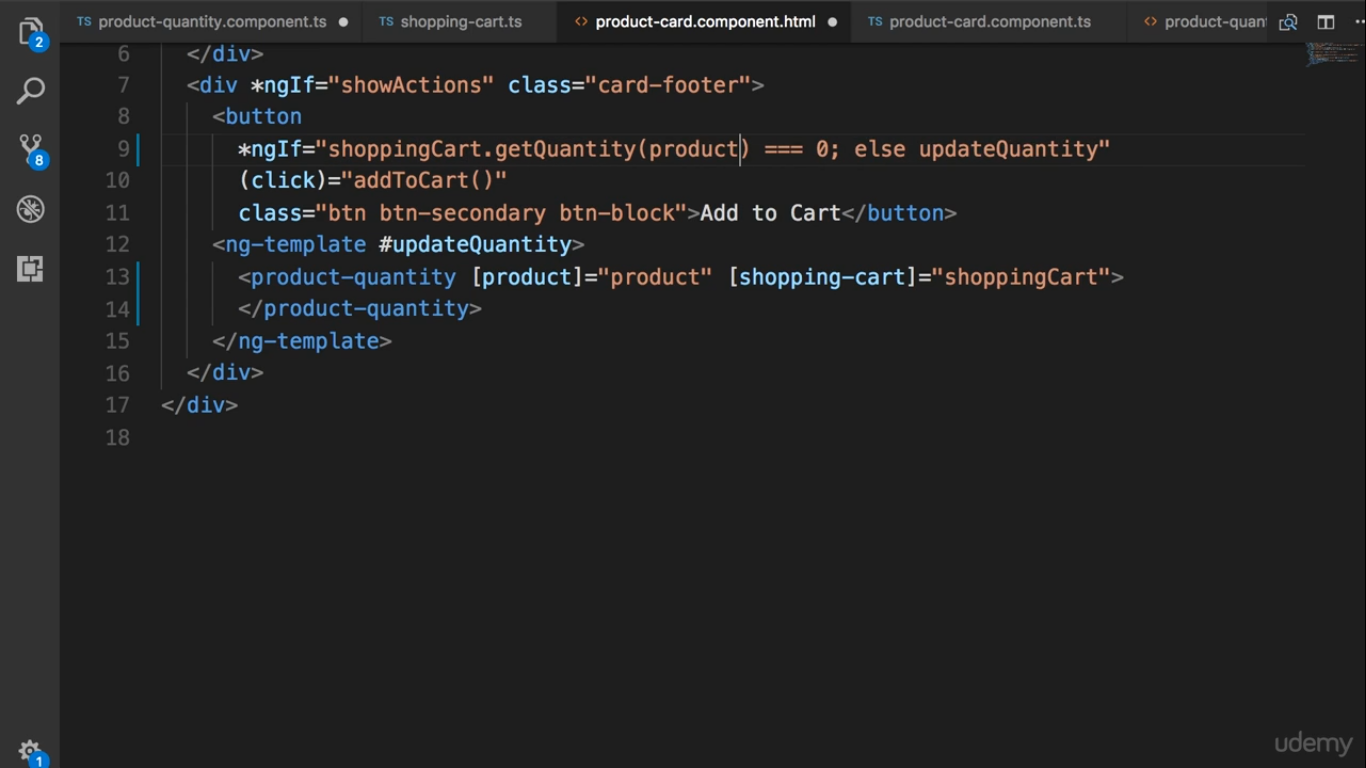 TS product-quantity.component.ts TS shopping-cart.ts <> product-card.component.html TS product-card.component.ts <> product-quan
2
8
1
6 </div>
7 <div *ngIf="showActions" class="card-footer">
8 <button
9 *ngIf="shoppingCart.getQuantity(product) === 0; else updateQuantity"
10 (click)="addToCart()"
11 class="btn btn-secondary btn-block">Add to Cart</button>
12 <ng-template #updateQuantity>
13 <product-quantity [product]="product" [shopping-cart]="shoppingCart">
14 </product-quantity>
15 </ng-template>
16 </div>
17 </div>
18
udemy